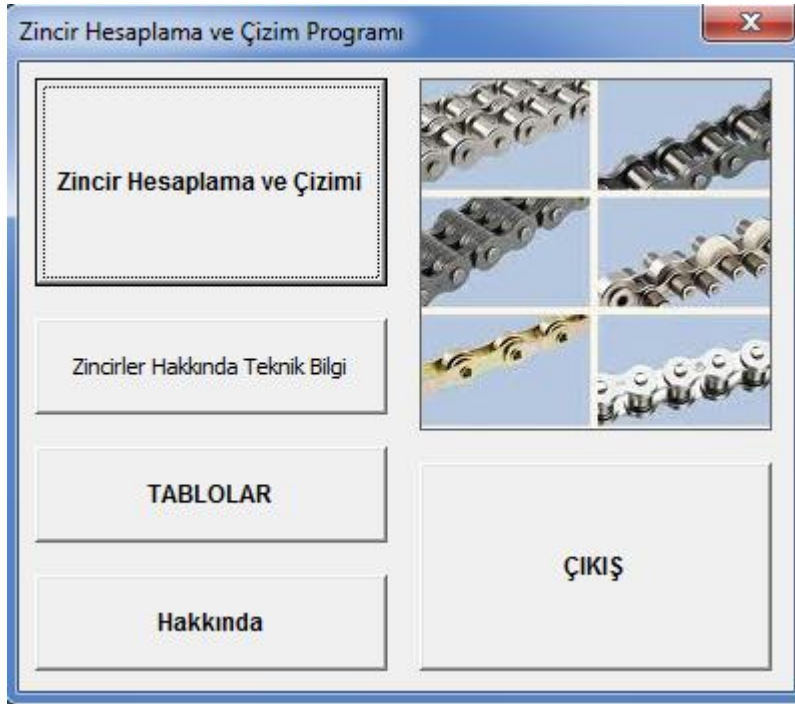 Zincir Hesaplama ve Çizim Programı
Zincir Hesaplama ve Çizimi
Zincirler Hakkında Teknik Bilgi
TABLOLAR
Hakkında
ÇIKIŞ